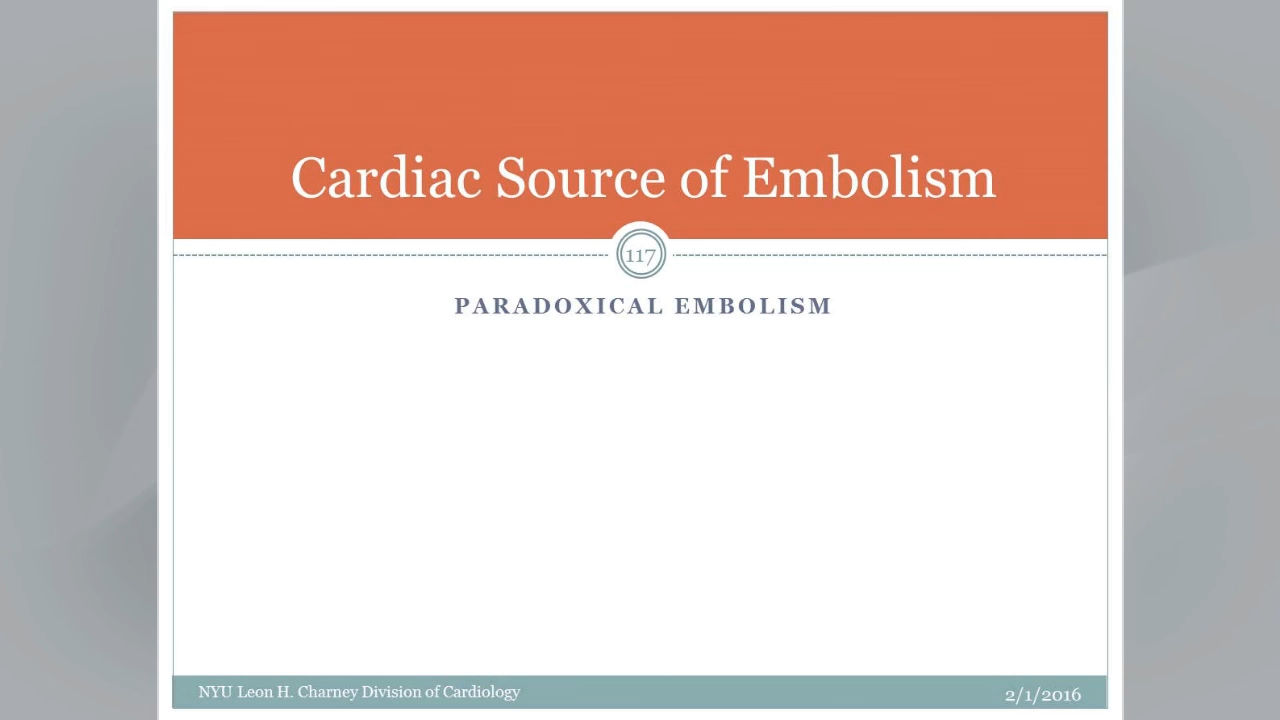 Cardiac Source of Embolism
117
PARADOXICAL EMBOLISM
NYU Leon H. Charney Division of Cardiology
2/1/2016